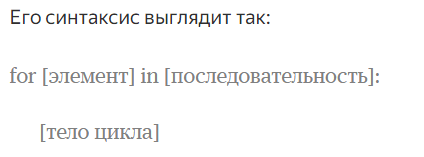 Его синтаксис выглядит так:
for [элемент] in [последовательность]:
[тело цикла]